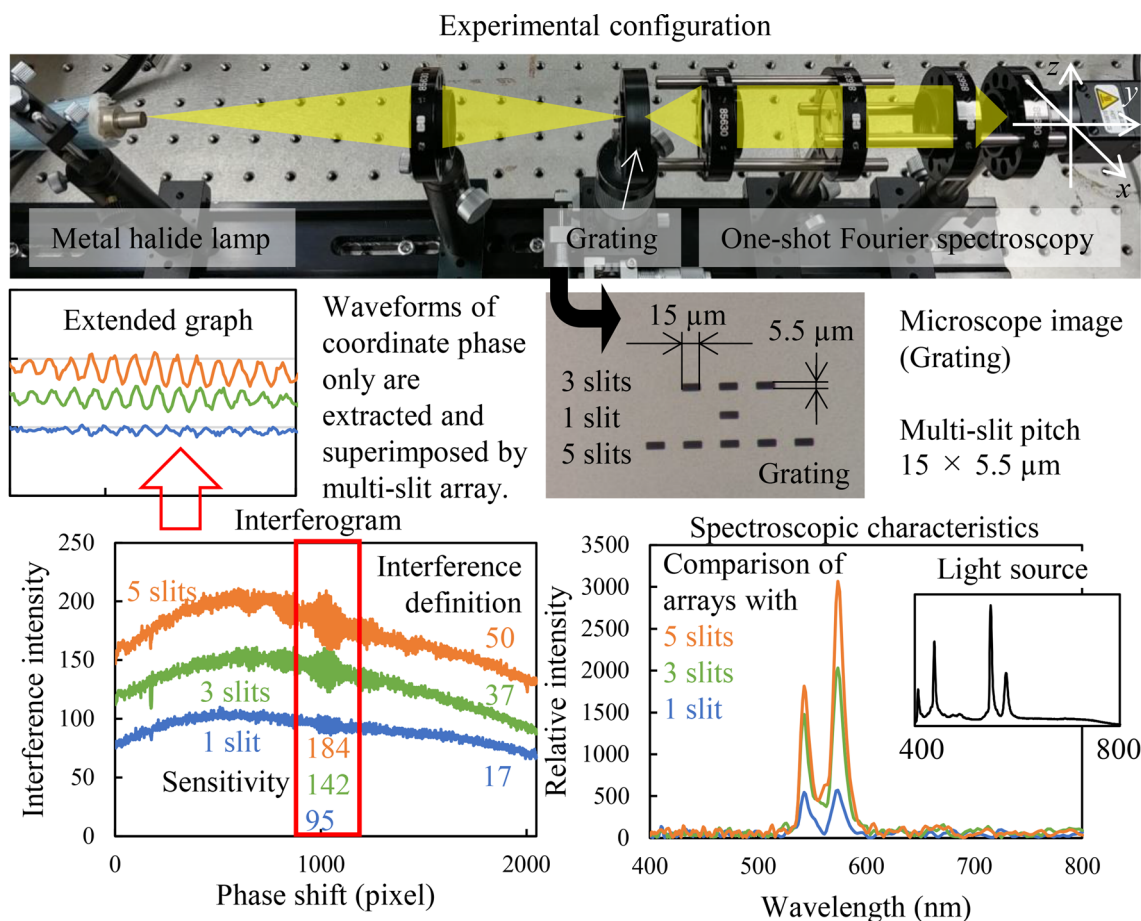 Experimental configuration
85630
85630
z
y
x
Metal halide lamp
Grating
One-shot Fourier spectroscopy
Extended graph
Waveforms of
coordinate phase
only are
extracted and
superimposed by
multi-slit array.
15 µm
5.5 µm
3 slits
1 slit
5 slits
Grating
Microscope image
(Grating)
Multi-slit pitch
15 × 5.5 µm
Interferogram
Interference intensity
250
200
150
100
50
0
5 slits
3 slits
1 slit
Sensitivity
184
142
95
Interference
definition
50
37
17
0
1000
2000
Phase shift (pixel)
Spectroscopic characteristics
Relative intensity
3500
3000
2500
2000
1500
1000
500
0
Comparison of
arrays with
5 slits
3 slits
1 slit
Light source
400
800
400
500
600
700
800
Wavelength (nm)